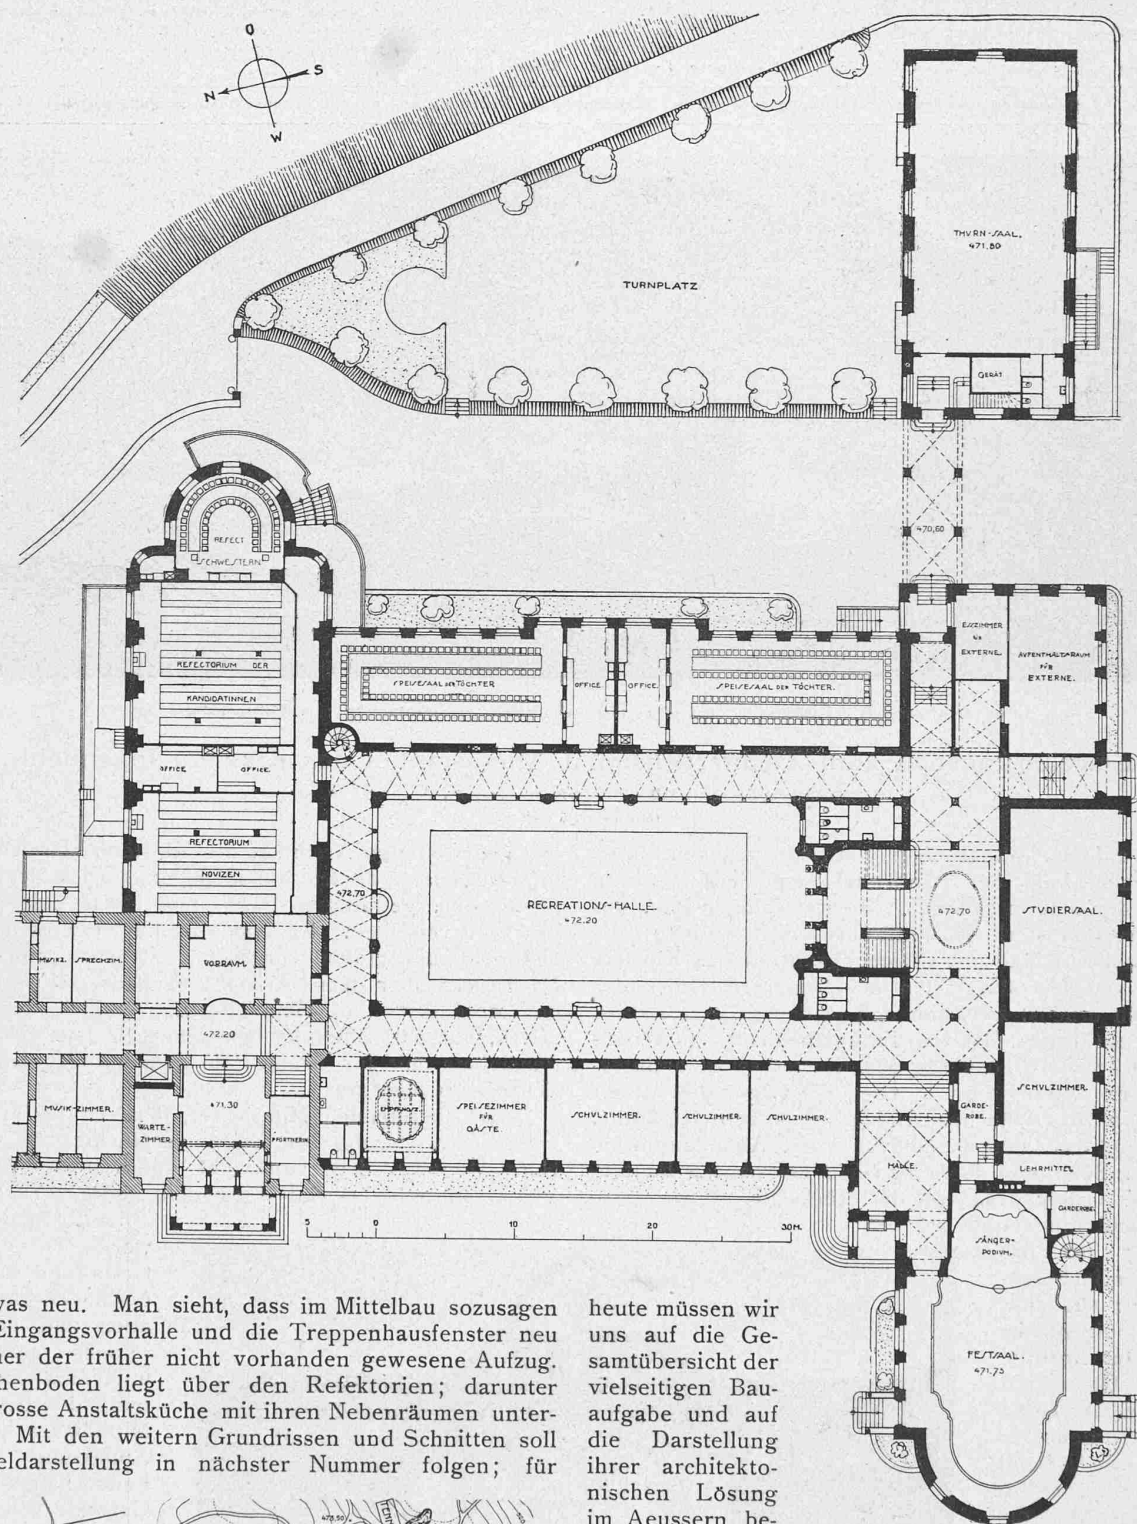 O
S
N
W
THURN-SAAL.
471.80
TURNPLATZ
GERÄT
470,60
REFECT
SCHWESTERN
REFECTORIUM DER
KANDIDATINNEN
SPEISESAAL DER TÖCHTER
OFFICE
OFFICE.
SPEISESAAL DER TÖCHTER.
ESSZIMMER
EXTERNE.
AUFENTHALTSRAUM
FÜR
EXTERNE.
OFFICE
OFFICE.
REFECTORIUM
NOVIZEN
472,70
RECREATIONS-HALLE.
472.20
472.70
STUDIERSAAL.
MUSIKZ.
SPRECHZIM.
VORRAUM.
472.20
471.30
MUSIK-ZIMMER.
WARTE-
ZIMMER
PFÖRTNERIN
EMPFANGSZ.
SPEISEZIMMER
FÜR
GÄSTE.
SCHULZIMMER.
SCHULZIMMER.
SCHULZIMMER.
HALLE.
GARDE-
ROBE.
SCHULZIMMER.
LEHRMITTEL
GARDEROBE.
SÄNGER-
PODIUM.
FESTSAAL.
471.75
5 0 10 20 30 M.
vas neu. Man sieht, dass im Mittelbau sozusagen
Eingangsvorhalle und die Treppenhausfenster neu
ner der früher nicht vorhanden gewesene Aufzug.
henboden liegt über den Refektorien; darunter
rosse Anstaltsküche mit ihren Nebenräumen unter-
Mit den weitern Grundrissen und Schnitten soll
eldarstellung in nächster Nummer folgen; für
heute müssen wir
uns auf die Ge-
samtübersicht der
vielseitigen Bau-
aufgabe und auf
die Darstellung
ihrer architekto-
nischen Lösung
im Aeussern be-